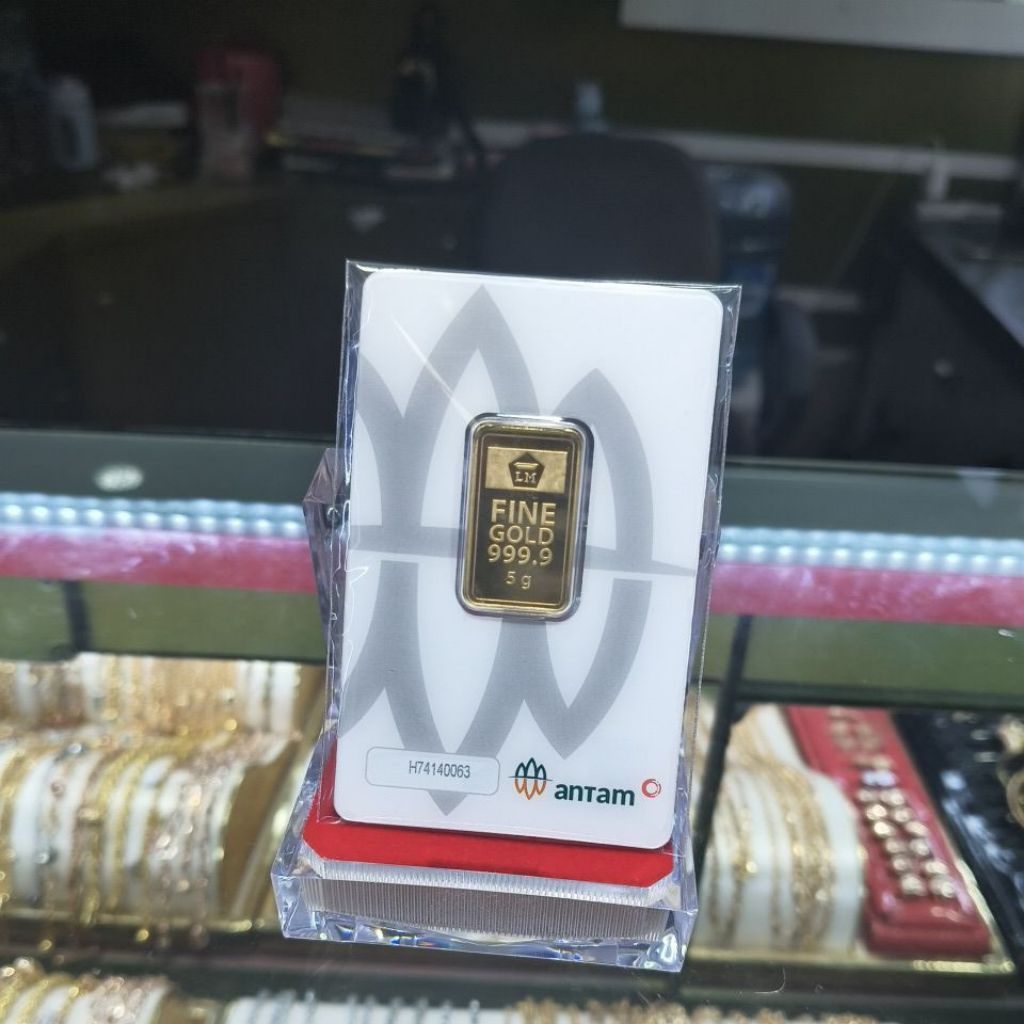 LM
FINE
GOLD
999.9
5 g
H74140063
antam